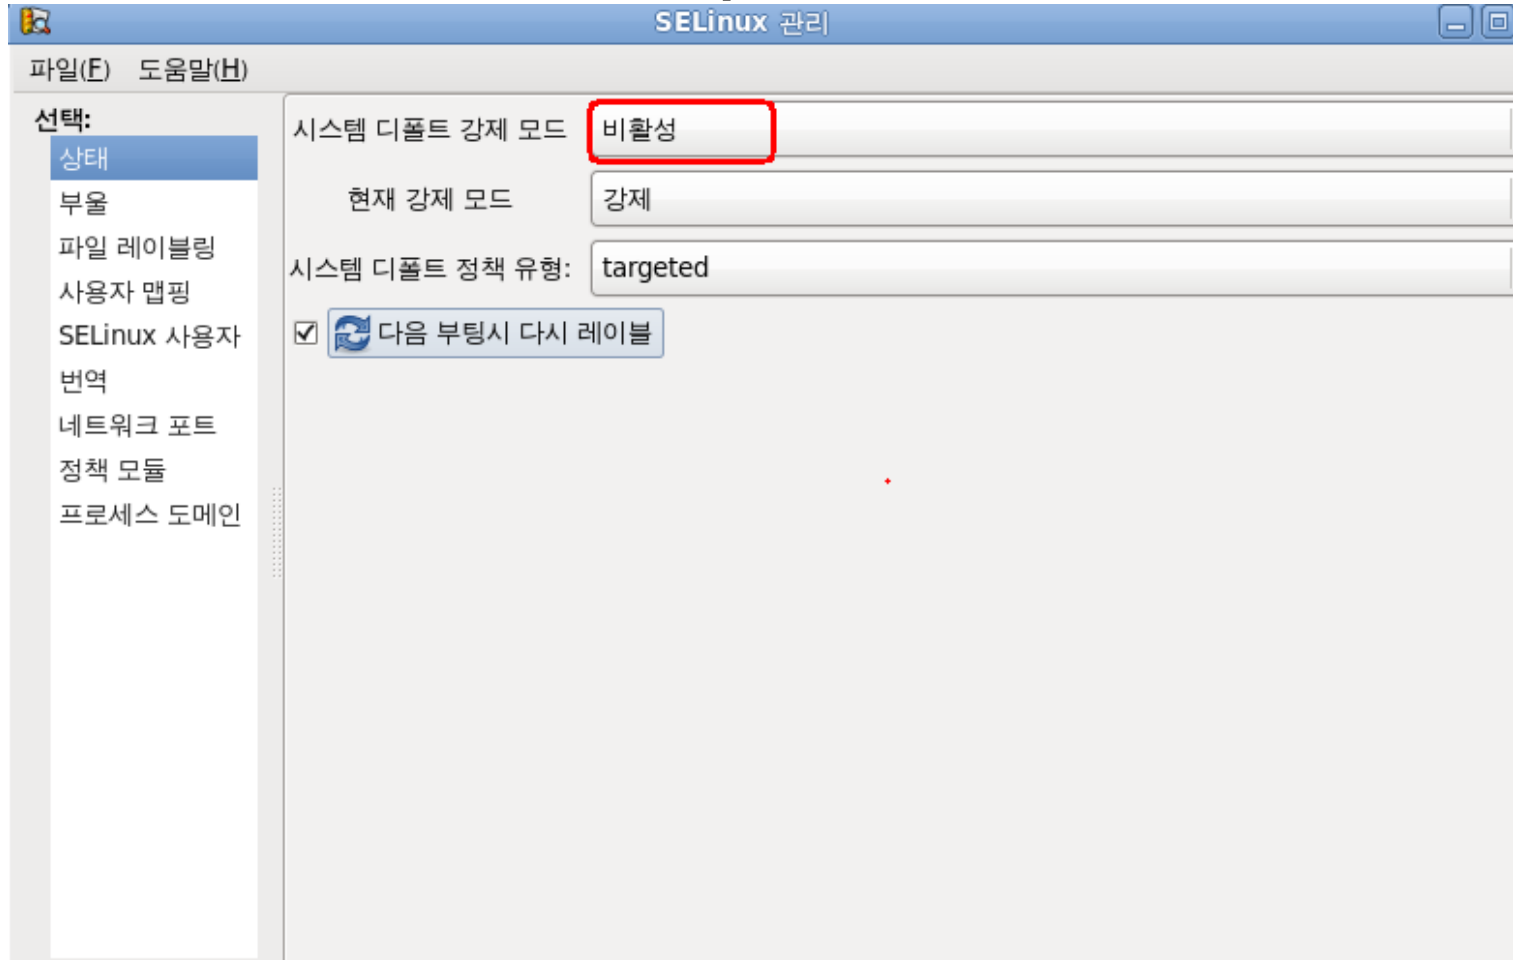 SELinux 관리
파일(F) 도움말(H)
선택:
상태
부울
파일 레이블링
사용자 맵핑
SELinux 사용자
번역
네트워크 포트
정책 모듈
프로세스 도메인
시스템 디폴트 강제 모드 비활성
현재 강제 모드 강제
시스템 디폴트 정책 유형: targeted
다음 부팅시 다시 레이블